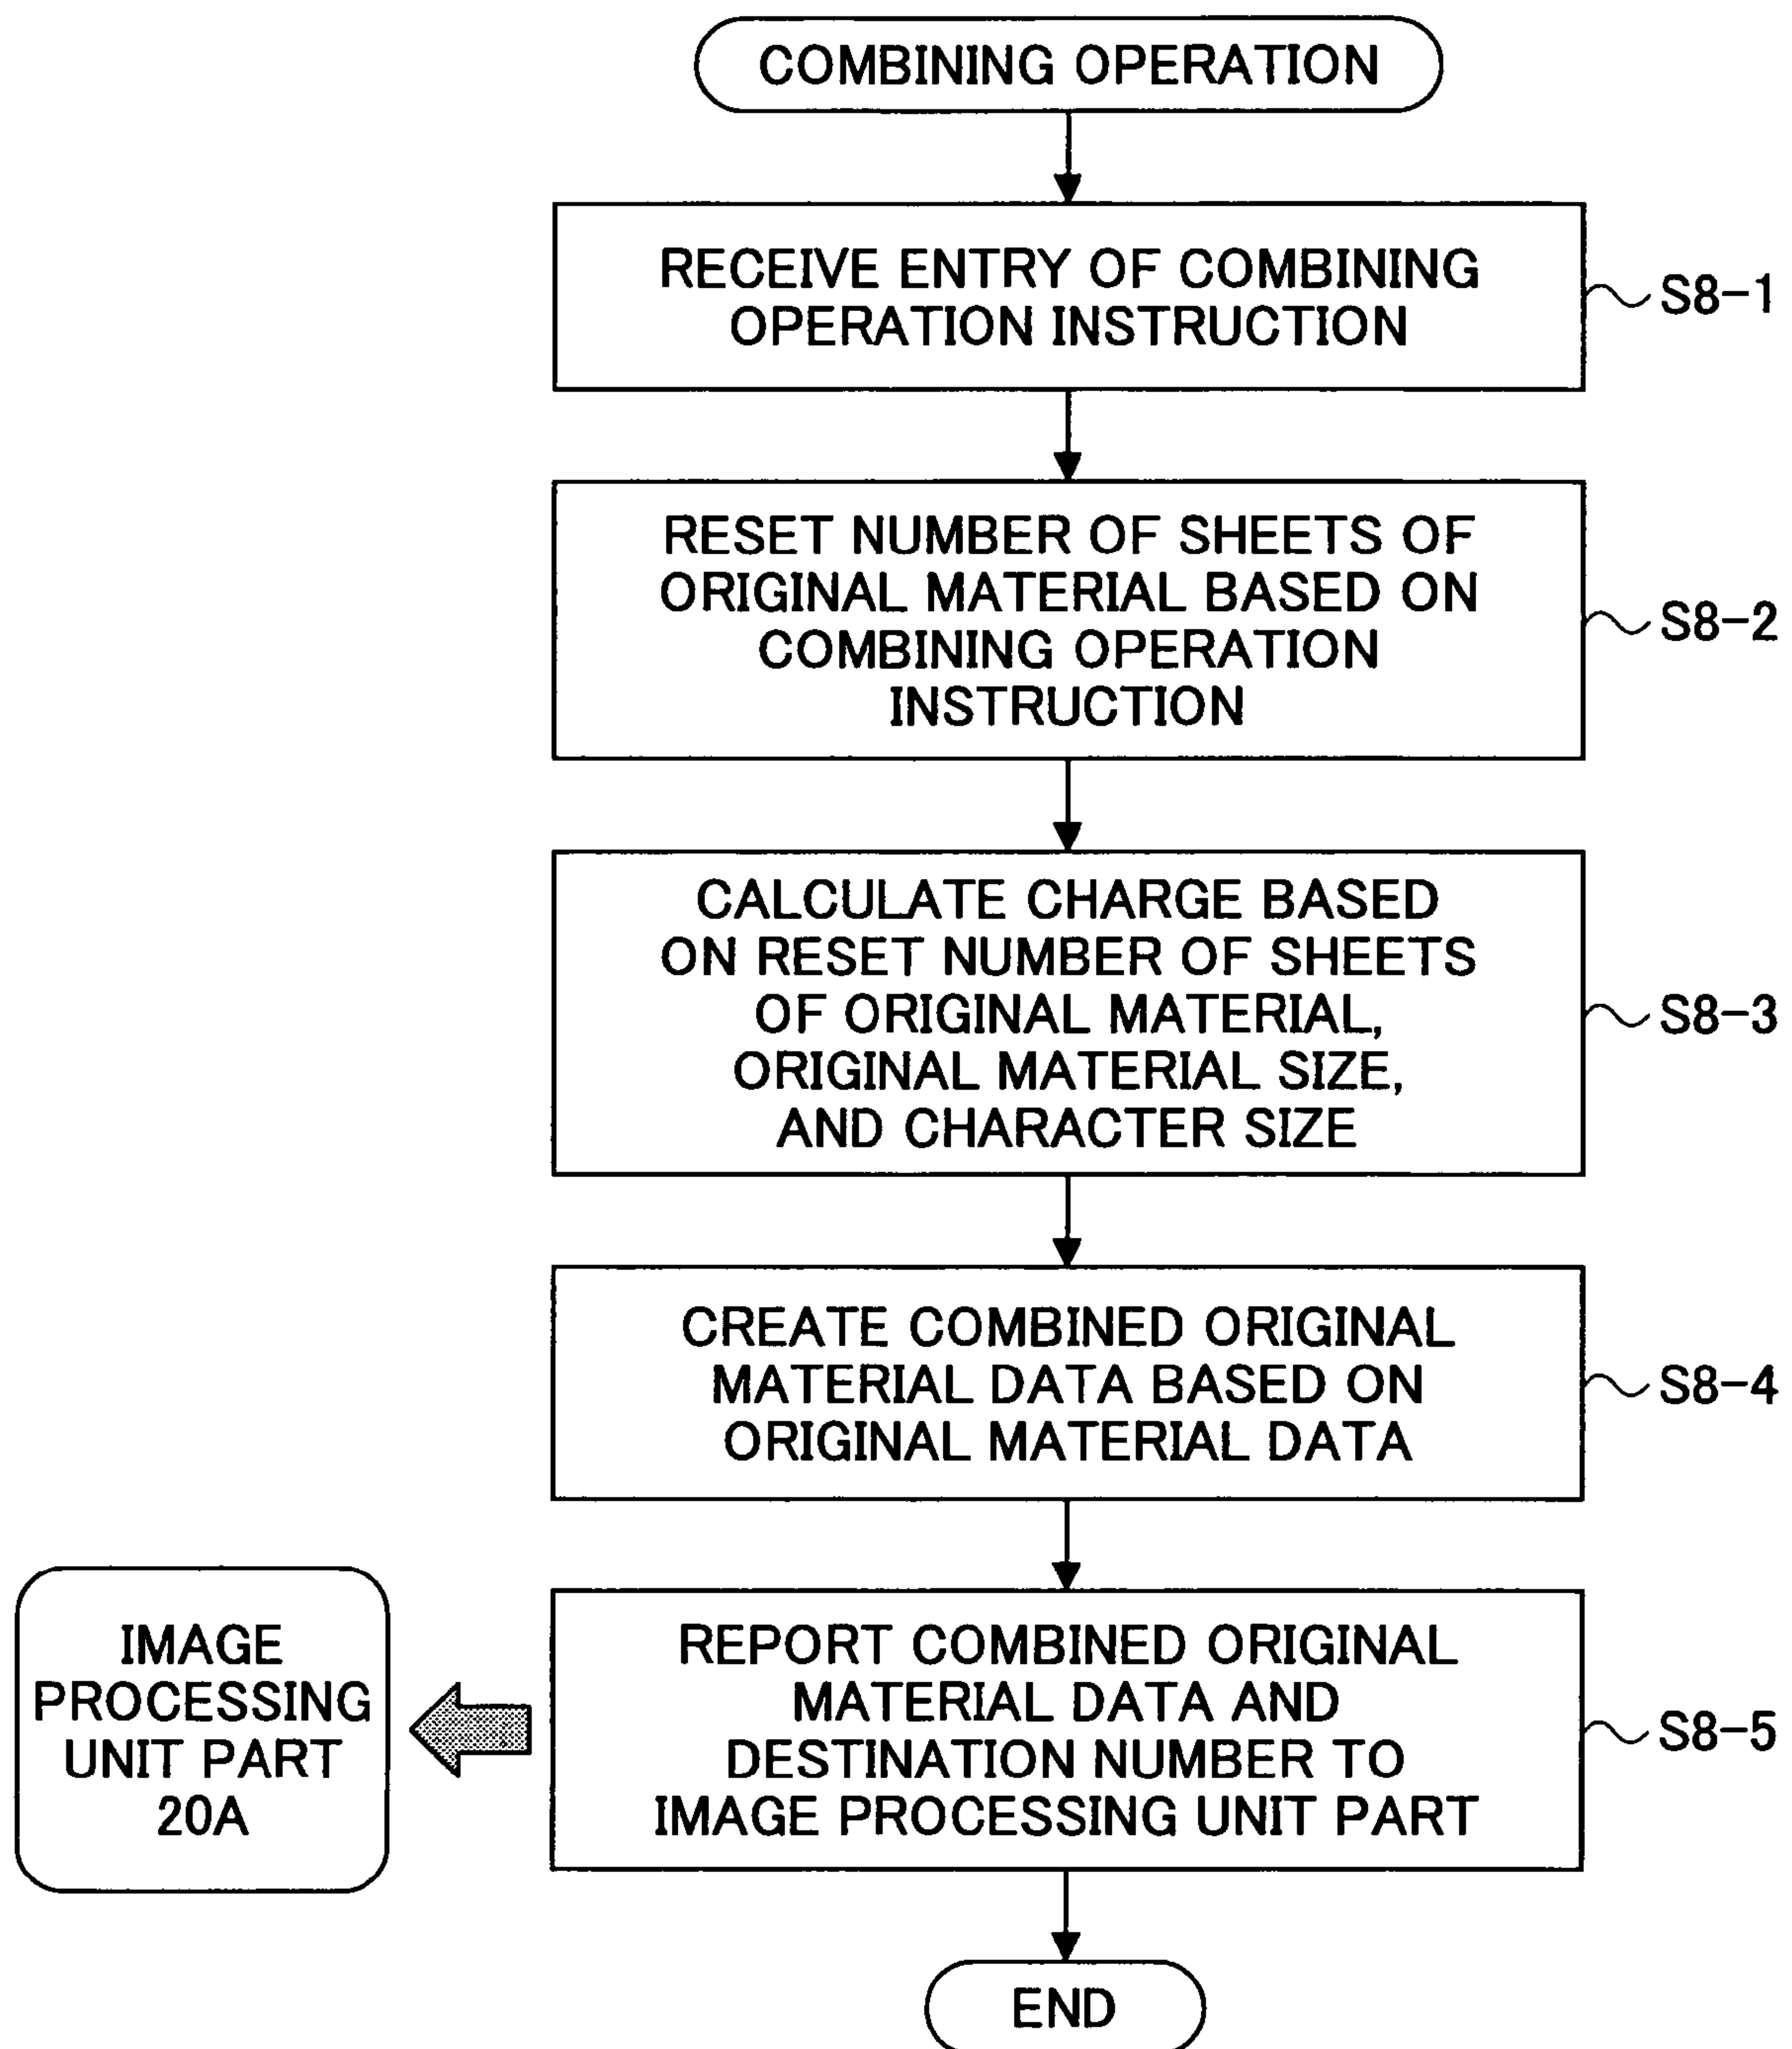 COMBINING OPERATION
RECEIVE ENTRY OF COMBINING
OPERATION INSTRUCTION
S8-1
RESET NUMBER OF SHEETS OF
ORIGINAL MATERIAL BASED ON
COMBINING OPERATION
INSTRUCTION
S8-2
CALCULATE CHARGE BASED
ON RESET NUMBER OF SHEETS
OF ORIGINAL MATERIAL,
ORIGINAL MATERIAL SIZE,
AND CHARACTER SIZE
S8-3
CREATE COMBINED ORIGINAL
MATERIAL DATA BASED ON
ORIGINAL MATERIAL DATA
S8-4
IMAGE
PROCESSING
UNIT PART
20A
REPORT COMBINED ORIGINAL
MATERIAL DATA AND
DESTINATION NUMBER TO
IMAGE PROCESSING UNIT PART
S8-5
END